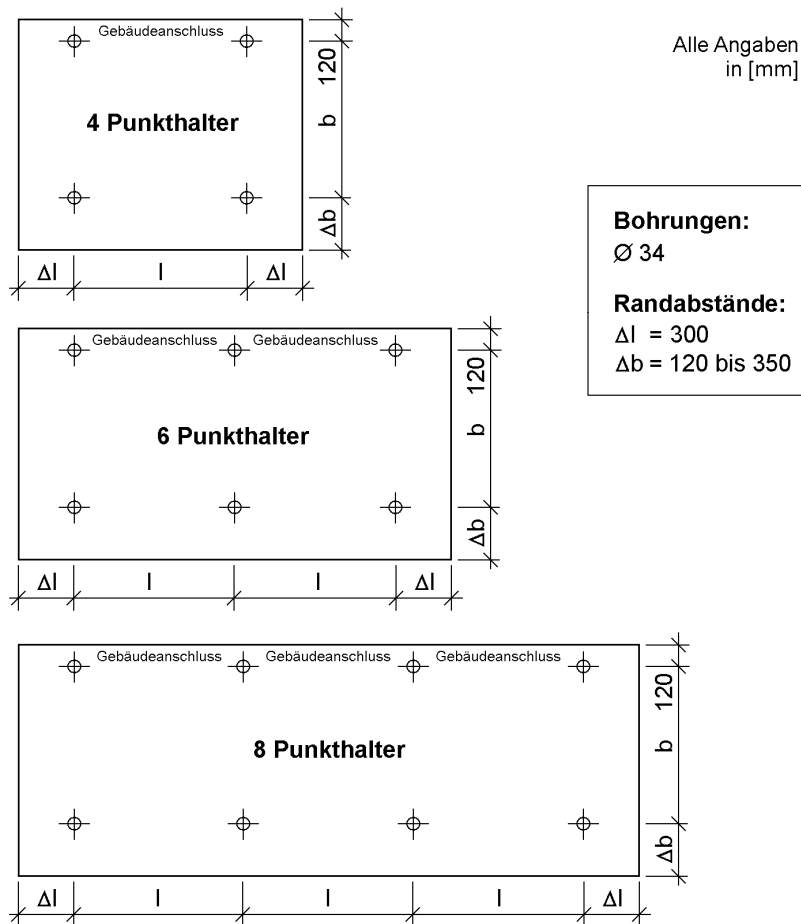 Gebäudeanschluss
4 Punkthalter
120
b
Δb
Δl
l
Δl
Alle Angaben
in [mm]
Bohrungen:
Ø 34
Randabstände:
Δl = 300
Δb = 120 bis 350
Gebäudeanschluss Gebäudeanschluss
6 Punkthalter
120
b
Δb
Δl
l
l
Δl
Gebäudeanschluss Gebäudeanschluss Gebäudeanschluss
8 Punkthalter
120
b
Δb
Δl
l
l
l
Δl